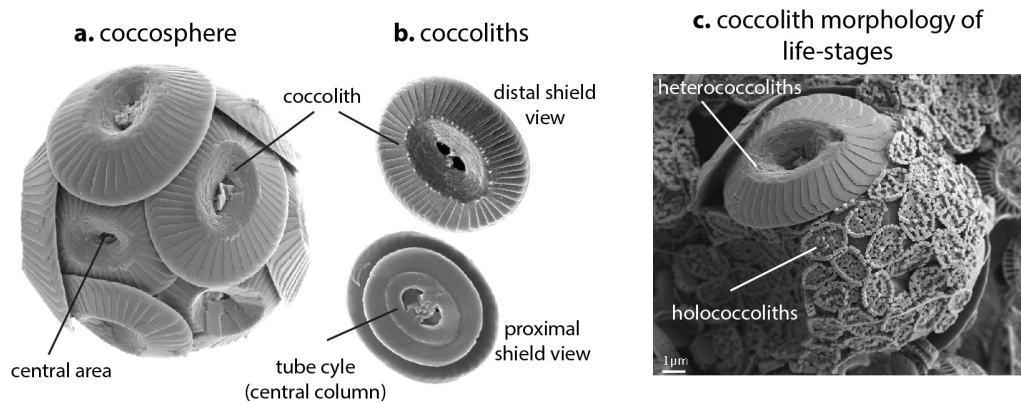 a. coccosphere
b. coccoliths
c. coccolith morphology of
life-stages
coccolith
distal shield
view
central area
tube cyle
(central column)
proximal
shield view
heterococcoliths
holococcoliths
1μm